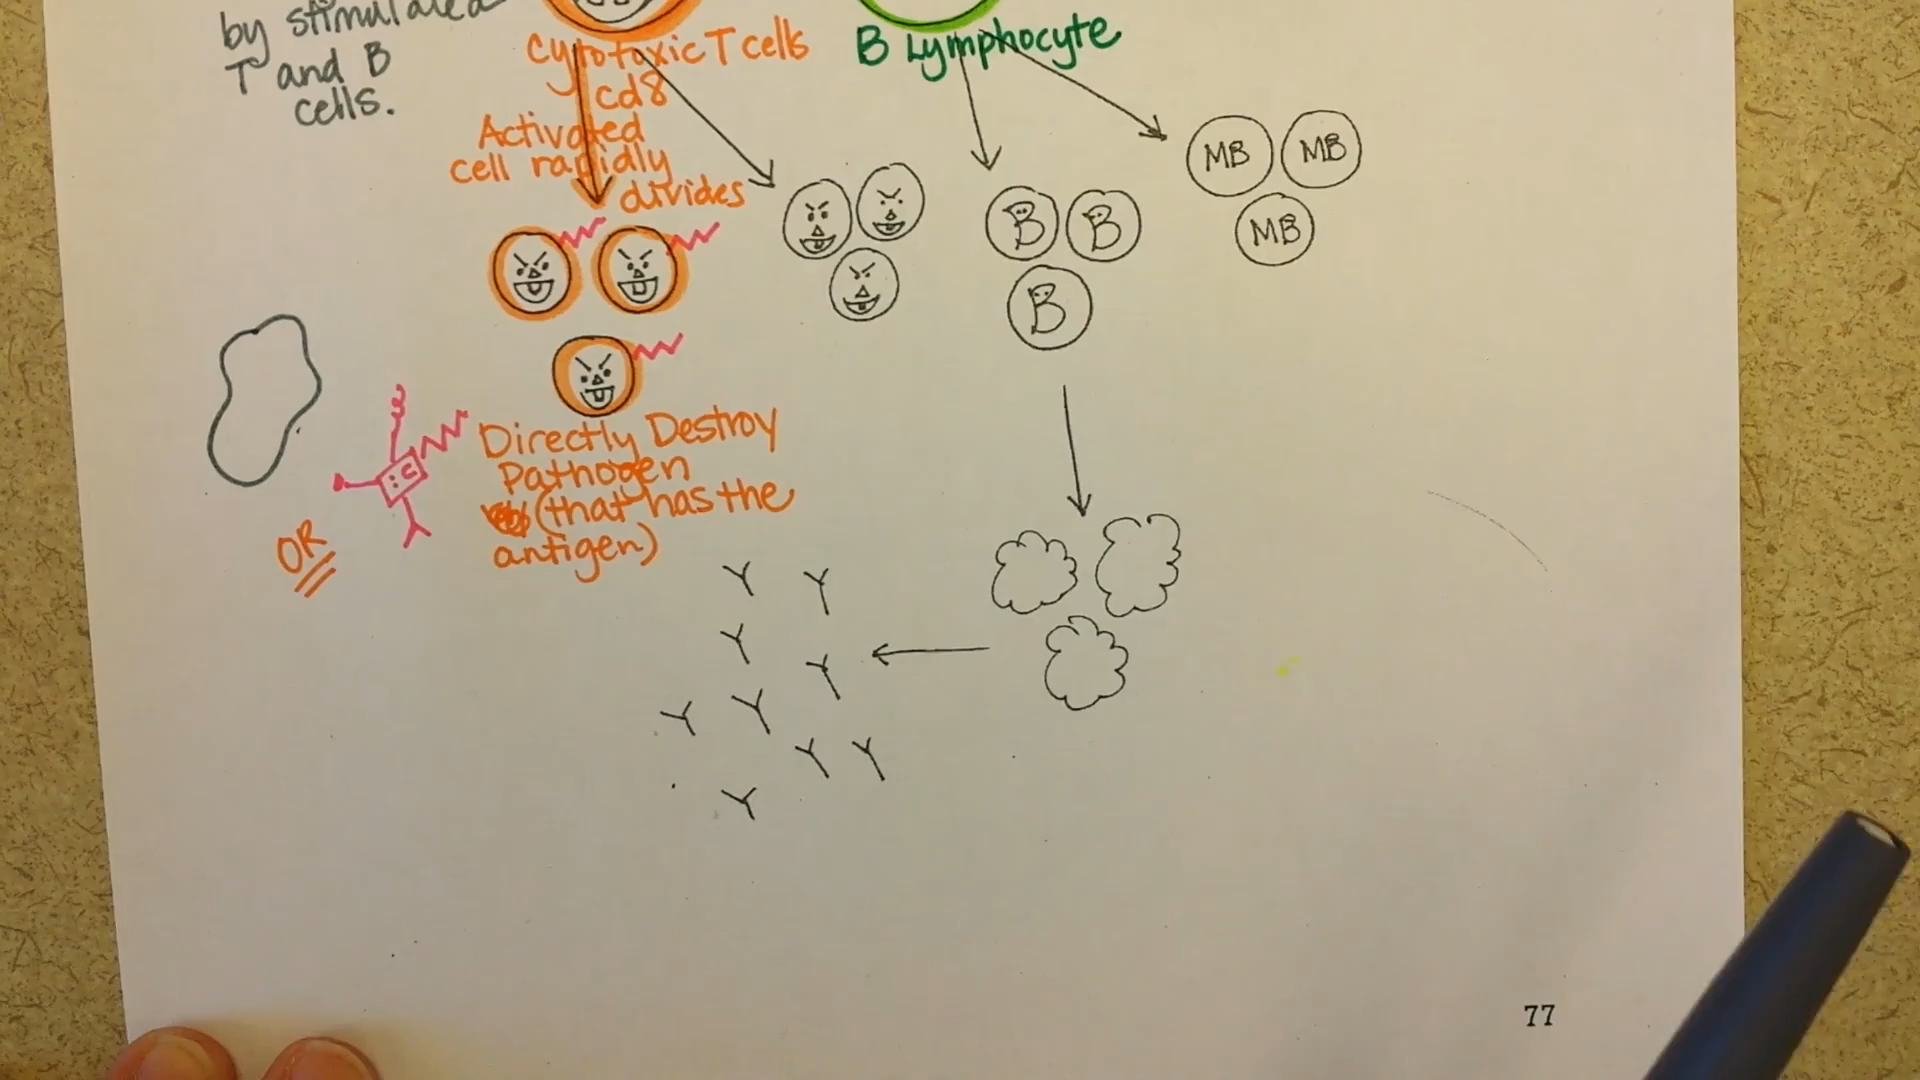 by stimulated
T and B
cells.
Cytotoxic T cells
cd8
Activated
cell rapidly
divides
B Lymphocyte
MB MB
MB
B B
B
Directly Destroy
Pathogen
(that has the
antigen)
OR
77